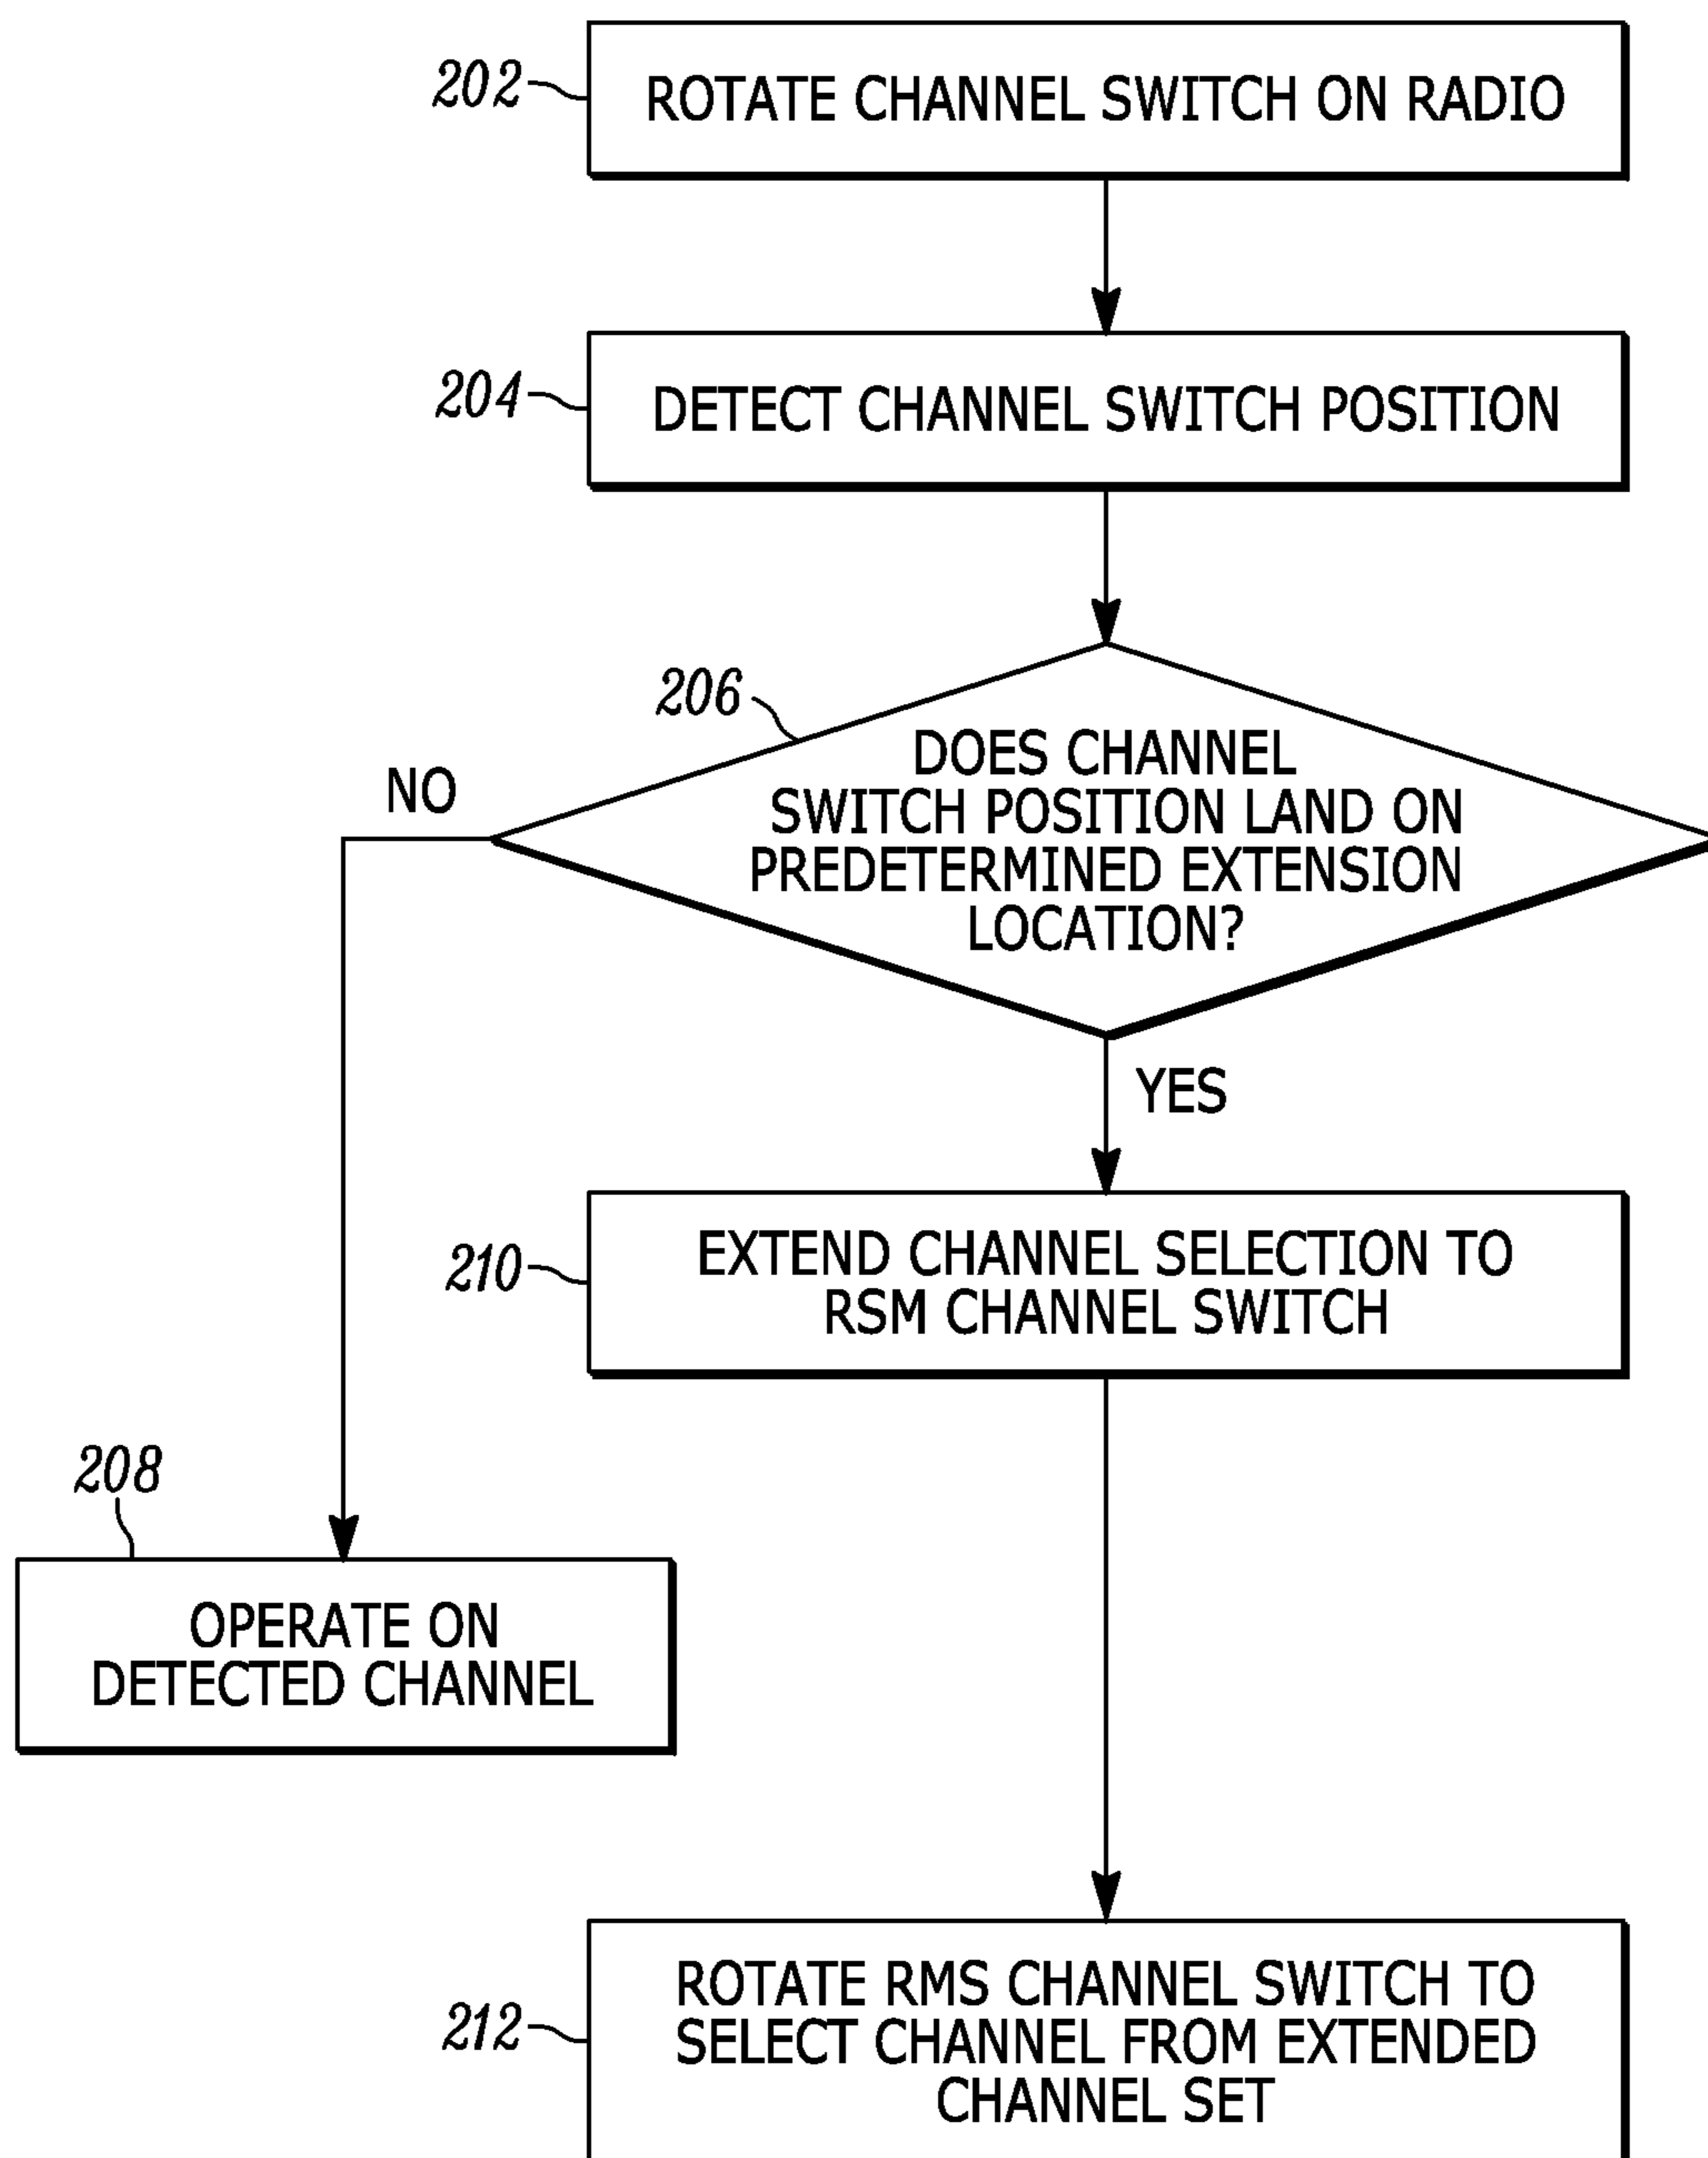 202
ROTATE CHANNEL SWITCH ON RADIO
204
DETECT CHANNEL SWITCH POSITION
206
DOES CHANNEL
SWITCH POSITION LAND ON
PREDETERMINED EXTENSION
LOCATION?
NO
YES
210
EXTEND CHANNEL SELECTION TO
RSM CHANNEL SWITCH
208
OPERATE ON
DETECTED CHANNEL
212
ROTATE RMS CHANNEL SWITCH TO
SELECT CHANNEL FROM EXTENDED
CHANNEL SET